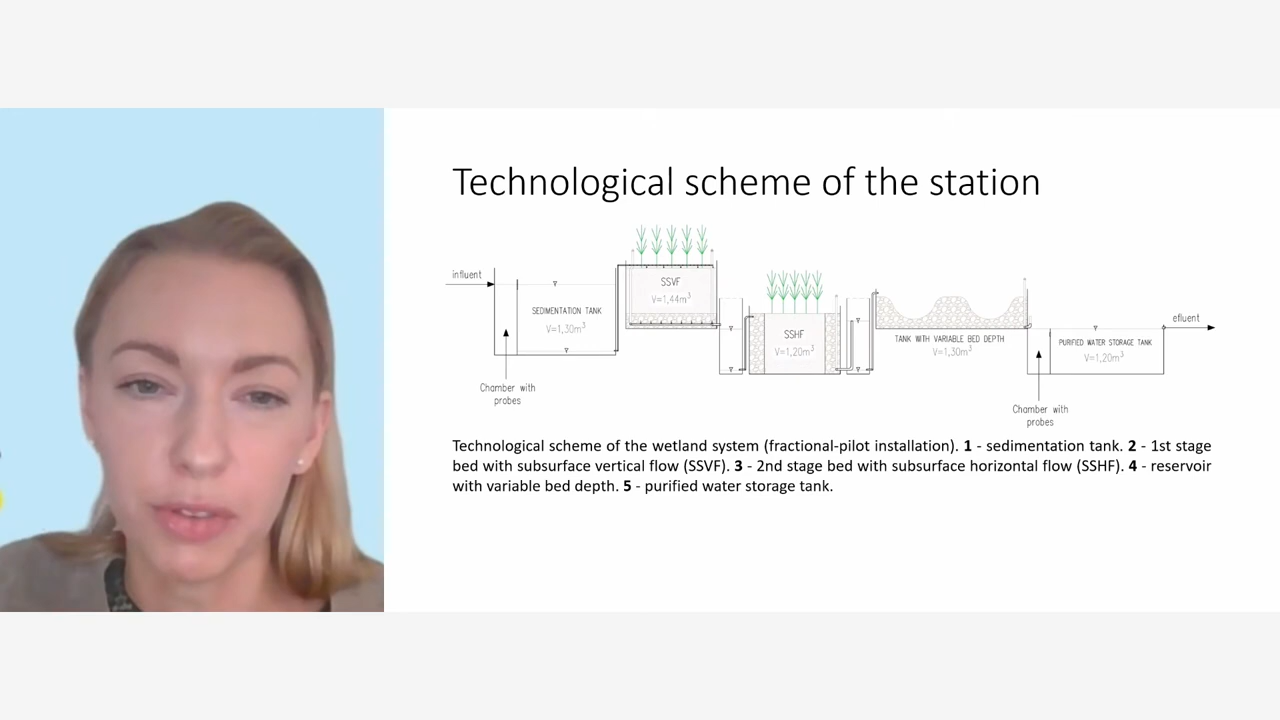 Technological scheme of the station
influent
SEDIMENTATION TANK
V=1,30m³
Chamber with
probes
SSVF
V=1,44m³
SSHF
V=1,20m³
TANK WITH VARIABLE BED DEPTH
V=1,30m³
Chamber with
probes
PURIFIED WATER STORAGE TANK
V=1,20m³
efluent
Technological scheme of the wetland system (fractional-pilot installation). 1 - sedimentation tank. 2 - 1st stage
bed with subsurface vertical flow (SSVF). 3 - 2nd stage bed with subsurface horizontal flow (SSHF). 4 - reservoir
with variable bed depth. 5 - purified water storage tank.